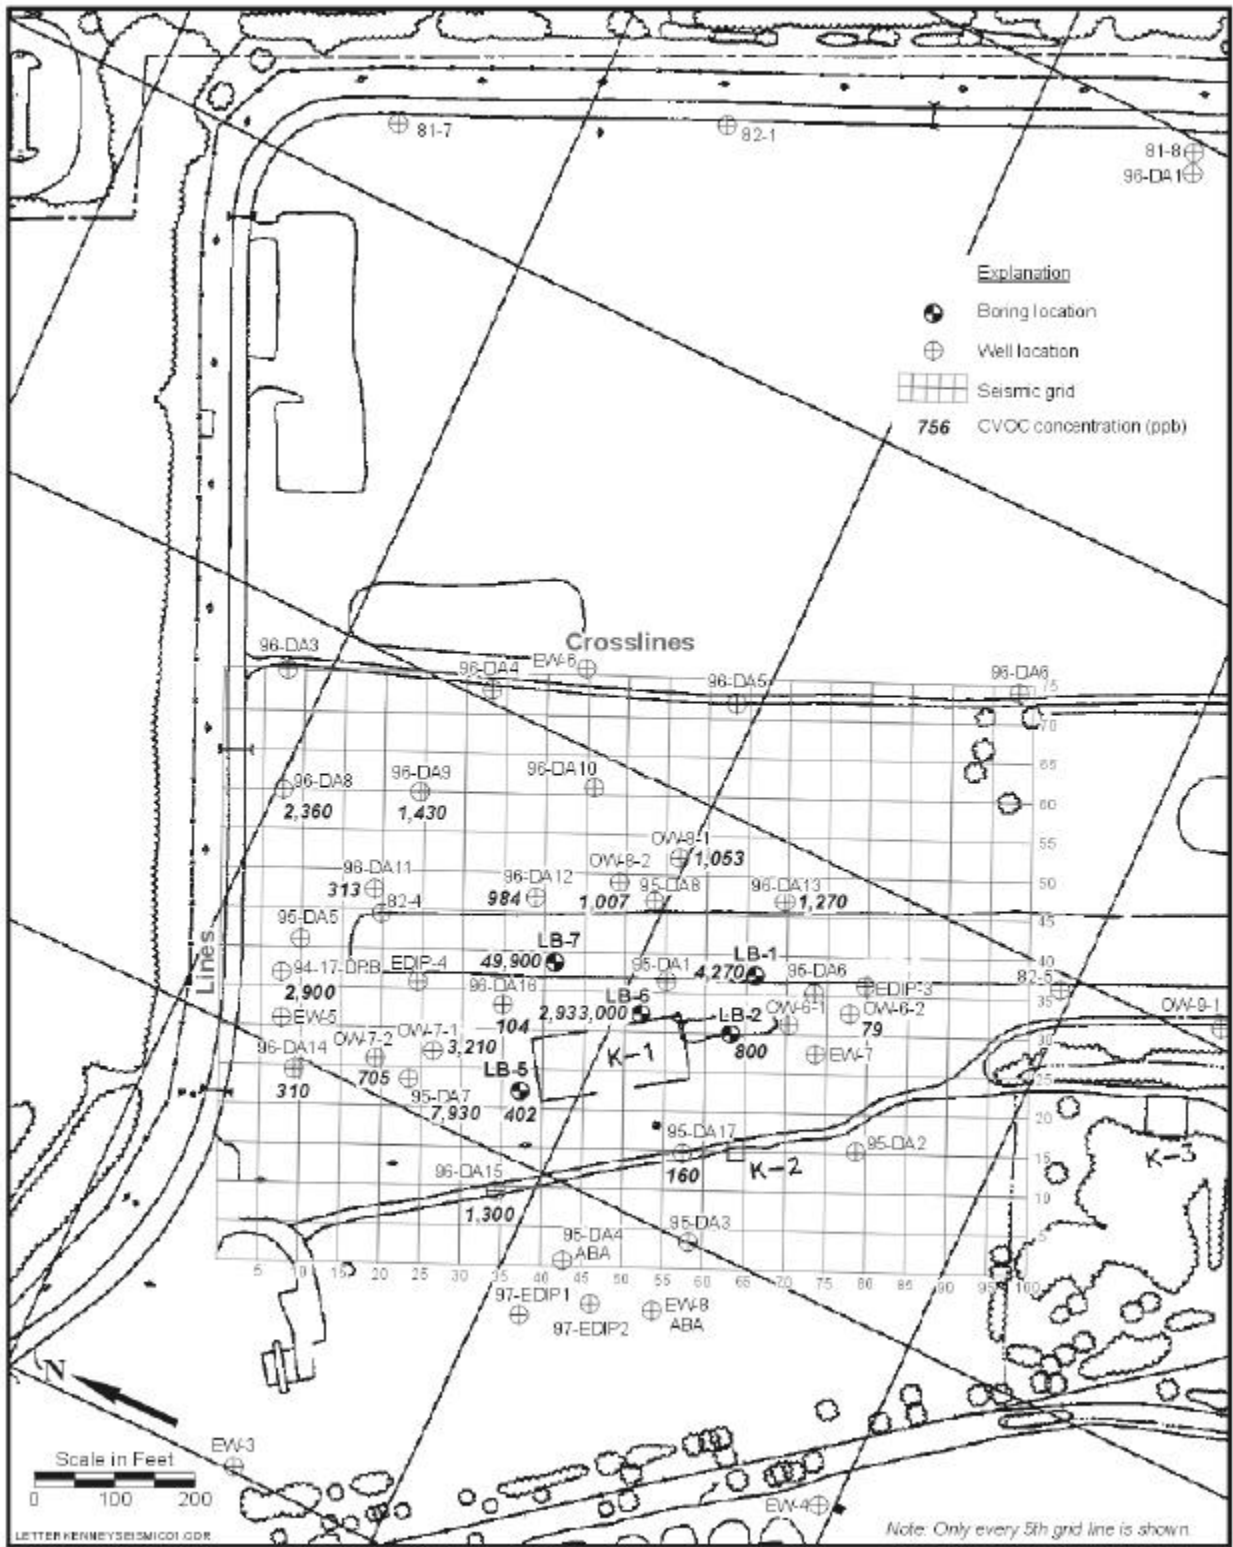 81-7
82-1
81-8
96-DA1
Explanation
Boring location
Well location
Seismic grid
756 CVOC concentration (ppb)
Crosslines
96-DA3
96-DA4
EW-6
96-DA5
96-DA6
75
70
65
60
55
50
45
40
35
30
25
20
15
10
5
96-DA8
2,360
96-DA9
1,430
96-DA10
OW-8-1
1,053
OW-8-2
1,007
95-DA8
96-DA11
313
82-4
96-DA12
984
96-DA13
1,270
95-DA5
Lines
94-17-DRB
2,900
EDIP-4
LB-7
49,900
95-DA1
LB-1
4,270
95-DA6
EDIP-3
82-5
96-DA16
104
LB-6
2,933,000
LB-2
800
OW-6-1
OW-6-2
79
OW-9-1
EW-5
96-DA14
310
OW-7-2
705
OW-7-1
3,210
K-1
EW-7
LB-5
402
95-DA7
7,930
95-DA17
160
K-2
95-DA2
K-3
96-DA15
1,300
95-DA4
ABA
95-DA3
5 10 15 20 25 30 35 40 45 50 55 60 65 70 75 80 85 90 95 100
97-EDIP1
97-EDIP2
EW-8
ABA
N
EW-3
Scale in Feet
0 100 200
EW-4
LETTERKENNEYSEISMIC01.CDR
Note: Only every 5th grid line is shown